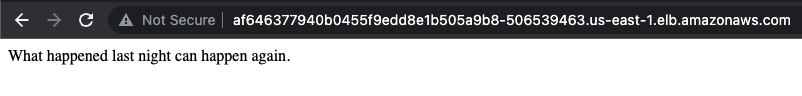 Not Secure af646377940b0455f9edd8e1b505a9b8-506539463.us-east-1.elb.amazonaws.com
What happened last night can happen again.